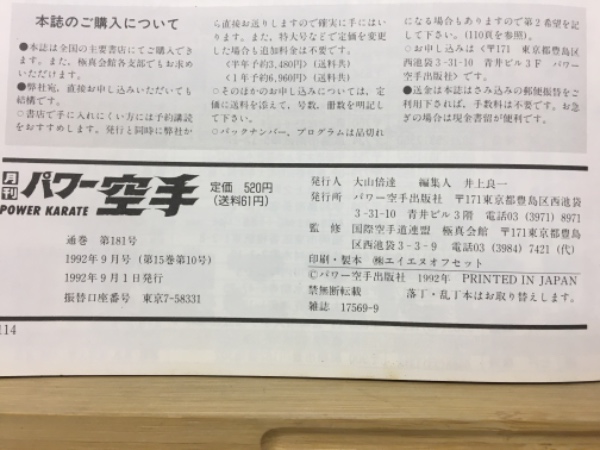 本誌のご購入について
●本誌は全国の主要書店にてご購入でき
ます。また、極真会館各支部でもお求め
いただけます。
●弊社宛、直接お申し込みいただいても
結構です。
○書店で手に入れにくい方には予約購読
をおすすめします。発行と同時に弊社か
ら直接お送りしますので確実に手にはい
ります。また、特大号などで定価を変更
した場合も追加料金は不要です。
〈半年予約3,480円〉(送料共)
〈1年予約6,960円〉(送料共)
○そのほかのお申し込みについては、定
価に送料を添えて、号数、冊数を明記し
て下さい。
○バックナンバー、プログラムは品切れ
になる場合もありますので第2希望を記
して下さい。(110頁を参照)。
○お申し込みは〈〒171 東京都豊島区
西池袋3-31-10 青井ビル3F パワー
空手出版社〉です。
●送金は本誌はさみ込みの郵便振替をご
利用下されば、手数料は不要です。お急
ぎの場合は現金書留が便利です。
月刊 パワー空手
POWER KARATE
定価 520円
(送料61円)
通巻 第181号
1992年9月号(第15巻第10号)
1992年9月1日発行
振替口座番号 東京7-58331
発行人 大山倍達 編集人 井上良一
発行所 パワー空手出版社 〒171東京都豊島区西池袋
3-31-10 青井ビル3階 電話03(3971)8971
監修 国際空手道連盟 極真会館 〒171東京都豊島
区西池袋3-3-9 電話03(3984)7421(代)
印刷・製本 ㈱エイエヌオフセット
©パワー空手出版社 1992年 PRINTED IN JAPAN
禁無断転載 落丁・乱丁本はお取り替えします。
雑誌 17569-9
114